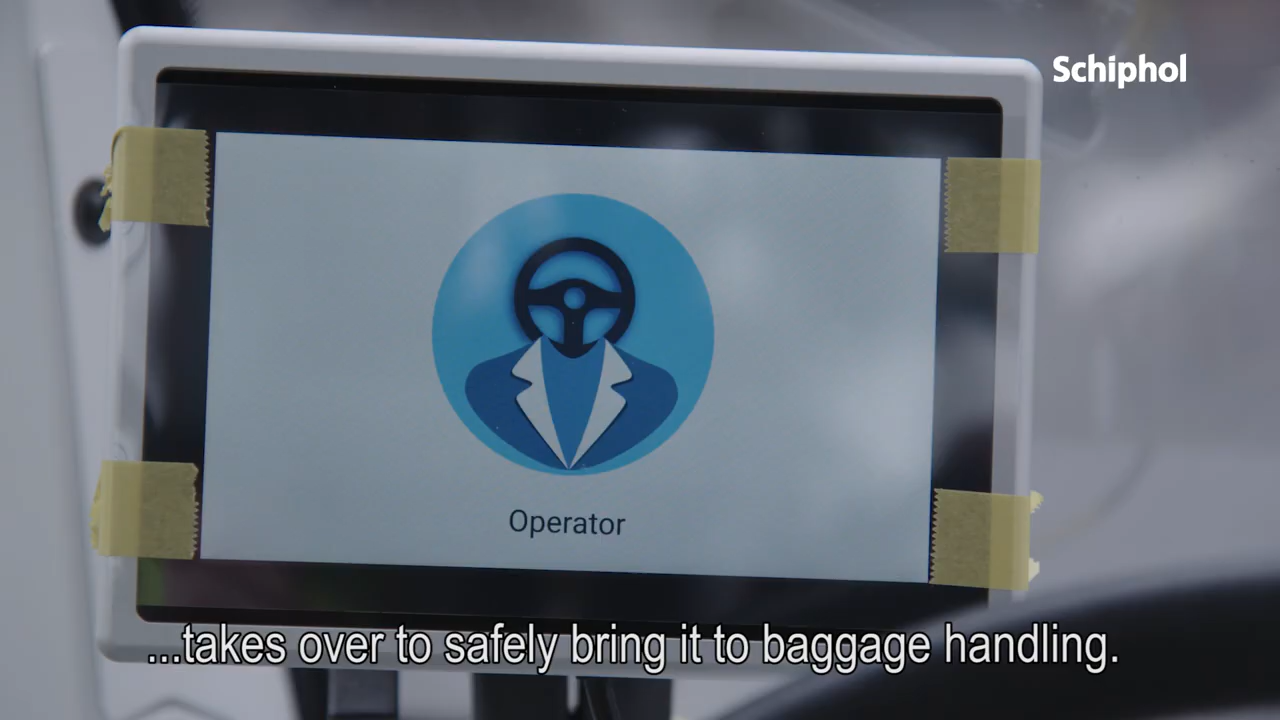 Schiphol
Operator
...takes over to safely bring it to baggage handling.